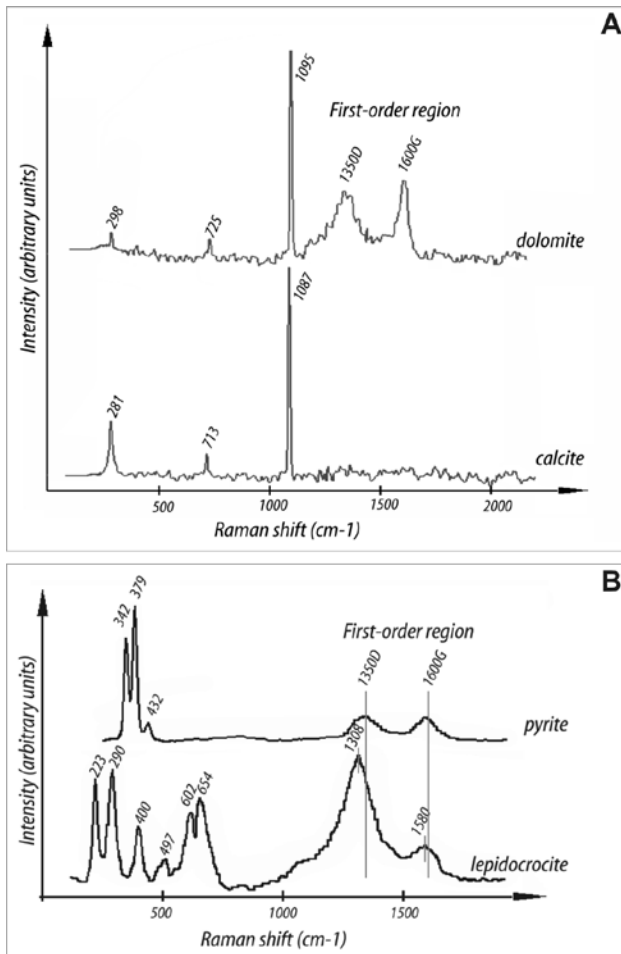 A
Intensity (arbitrary units)
298
725
1095
First-order region
1350D
1600G
dolomite
281
713
1087
calcite
500
1000
1500
2000
Raman shift (cm-1)
B
Intensity (arbitrary units)
342
379
432
First-order region
1350D
1600G
pyrite
223
290
400
497
602
654
1308
1580
lepidocrocite
500
1000
1500
Raman shift (cm-1)